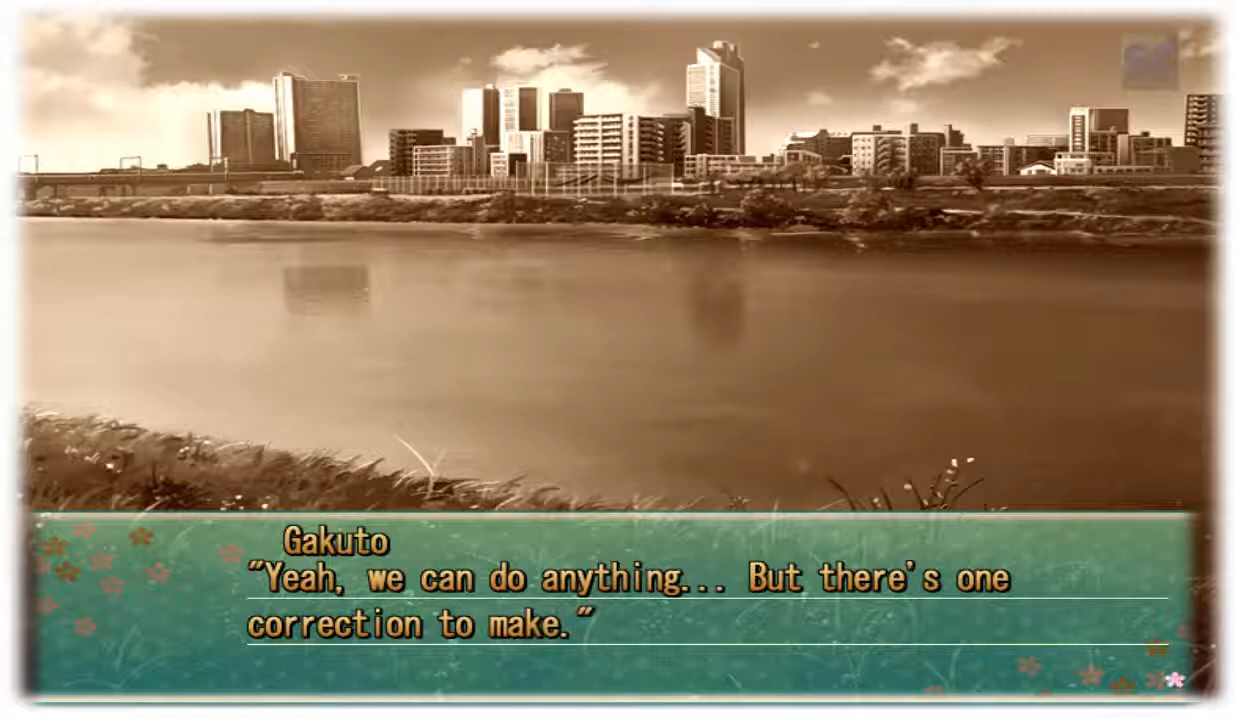 Gakuto
"Yeah, we can do anything... But there's one
correction to make."